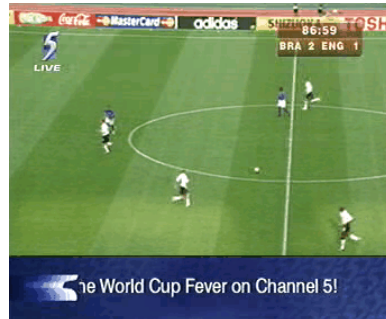 Coca-Cola MasterCard adidas SHIZUOKA TOSH
86:59
BRA 2 ENG 1
5
LIVE
he World Cup Fever on Channel 5!